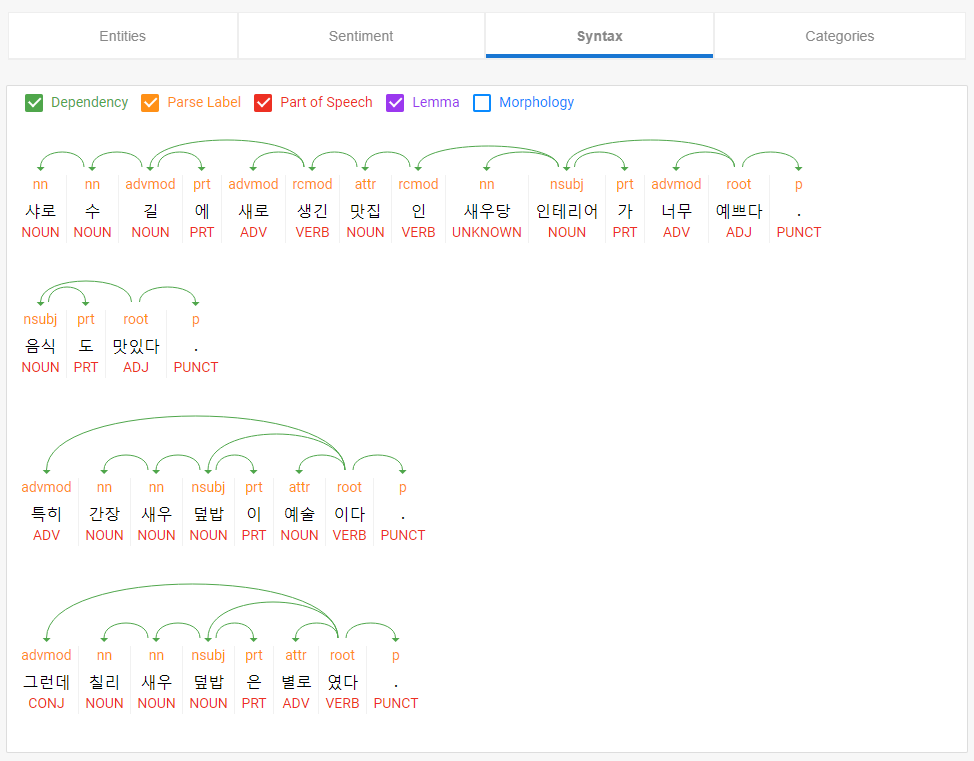 Entities Sentiment Syntax Categories
Dependency Parse Label Part of Speech Lemma Morphology
nn nn advmod prt advmod rcmod attr rcmod nn nsubj prt advmod root p
샤로 수 길 에 새로 생긴 맛집 인 새우당 인테리어 가 너무 예쁘다 .
NOUN NOUN NOUN PRT ADV VERB NOUN VERB UNKNOWN NOUN PRT ADV ADJ PUNCT
nsubj prt root p
음식 도 맛있다 .
NOUN PRT ADJ PUNCT
advmod nn nn nsubj prt attr root p
특히 간장 새우 덮밥 이 예술 이다 .
ADV NOUN NOUN NOUN PRT NOUN VERB PUNCT
advmod nn nn nsubj prt attr root p
그런데 칠리 새우 덮밥 은 별로 였다 .
CONJ NOUN NOUN NOUN PRT ADV VERB PUNCT